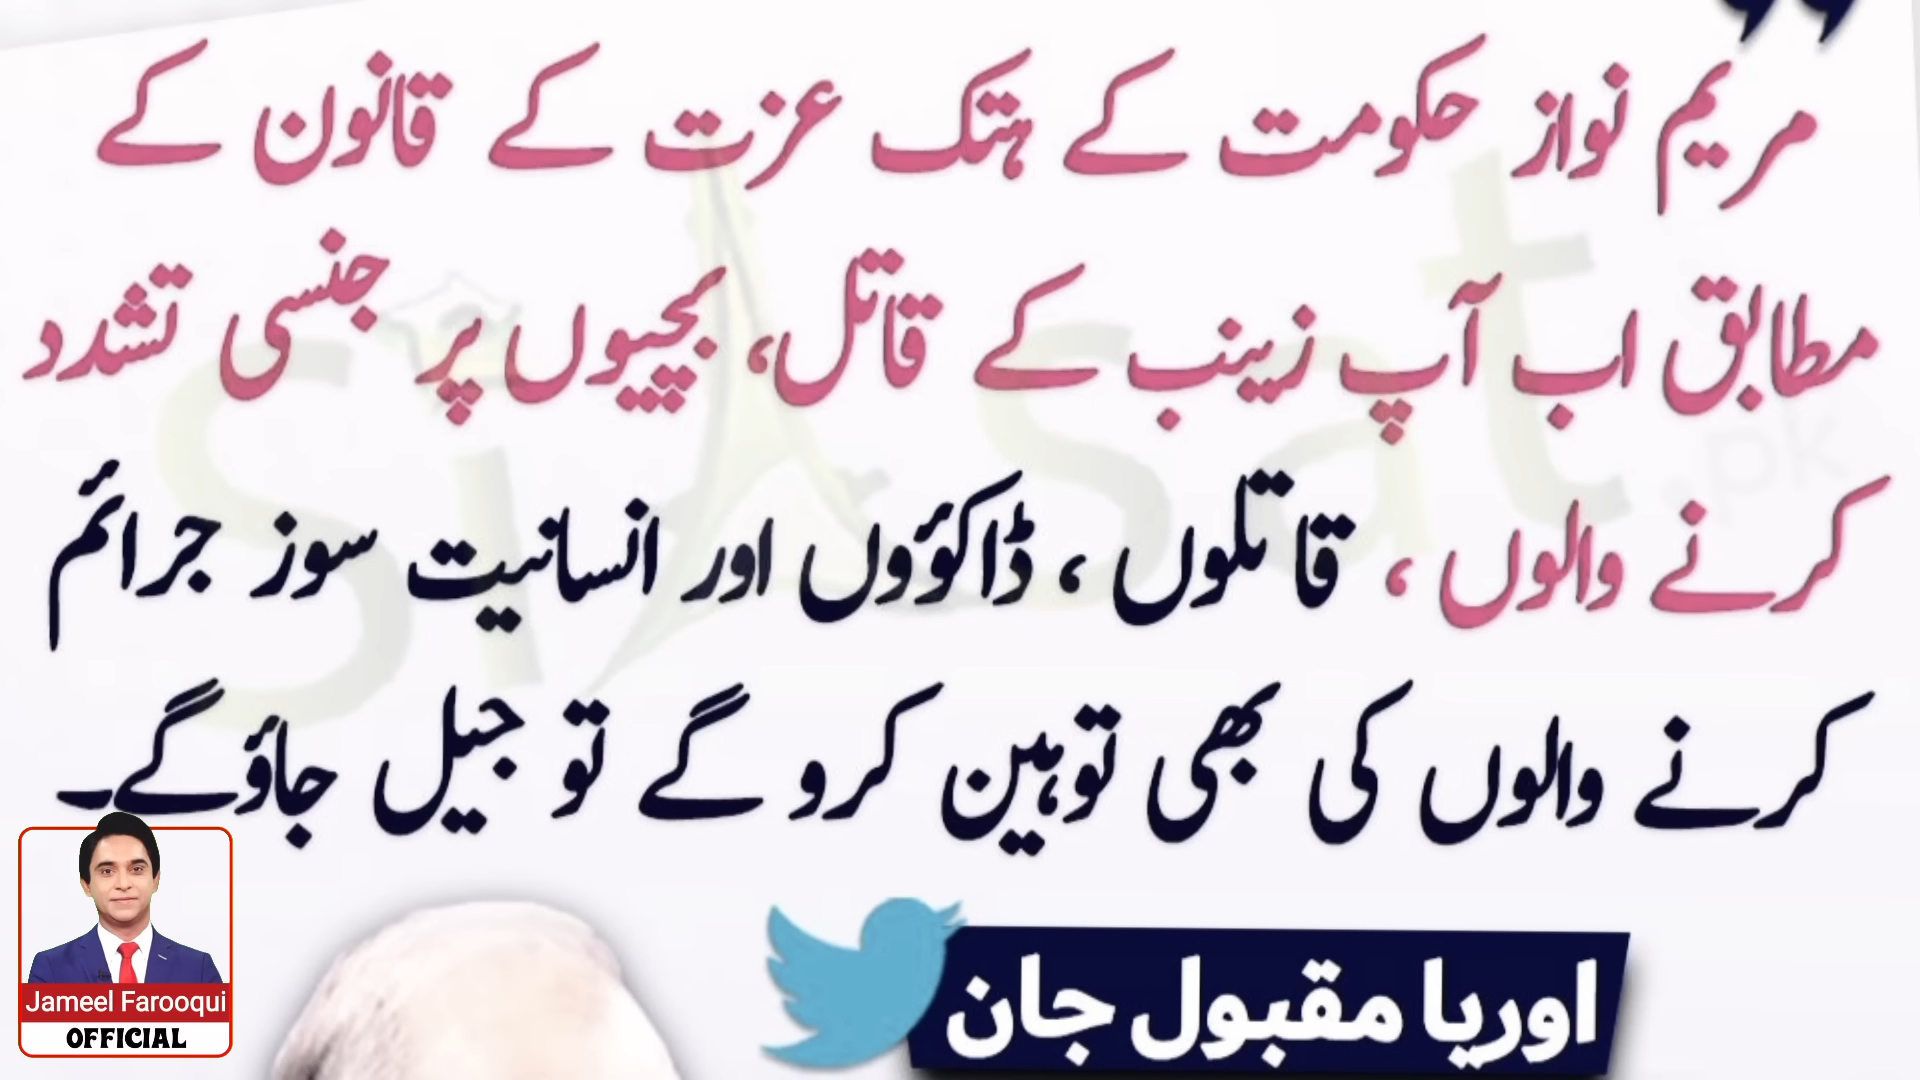 مریم نواز حکومت کے ہتک عزت کے قانون کے
مطابق اب آپ زینب کے قاتل، بچیوں پر جنسی تشدد
کرنے والوں ، قاتلوں ، ڈاکوؤں اور انسانیت سوز جرائم
کرنے والوں کی بھی توہین کرو گے تو جیل جاؤ گے۔
اوریا مقبول جان
Jameel Farooqui
OFFICIAL
Siasat.pk